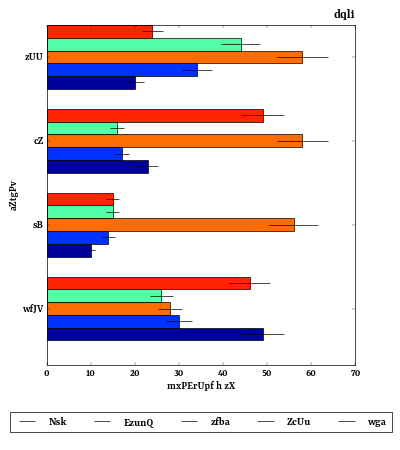 dqli
zUU
cZ
sB
wfJV
aZtgPv
0 10 20 30 40 50 60 70
mxPErUpf h zX
Nsk EzunQ zfba ZcUu wga